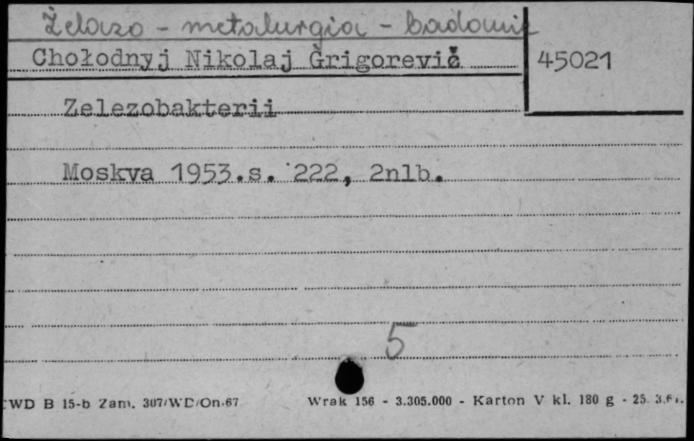 Żelazo - metalurgia - badanie
Chołodnyj Nikolaj Grigorevič
45021
Zelezobakterii
Moskva 1953.s. 222, 2nlb.
5
WD B 15-b Zam. 307/WD/On-67
Wrak 156 - 3.305.000 - Karton V kl. 180 g - 25.